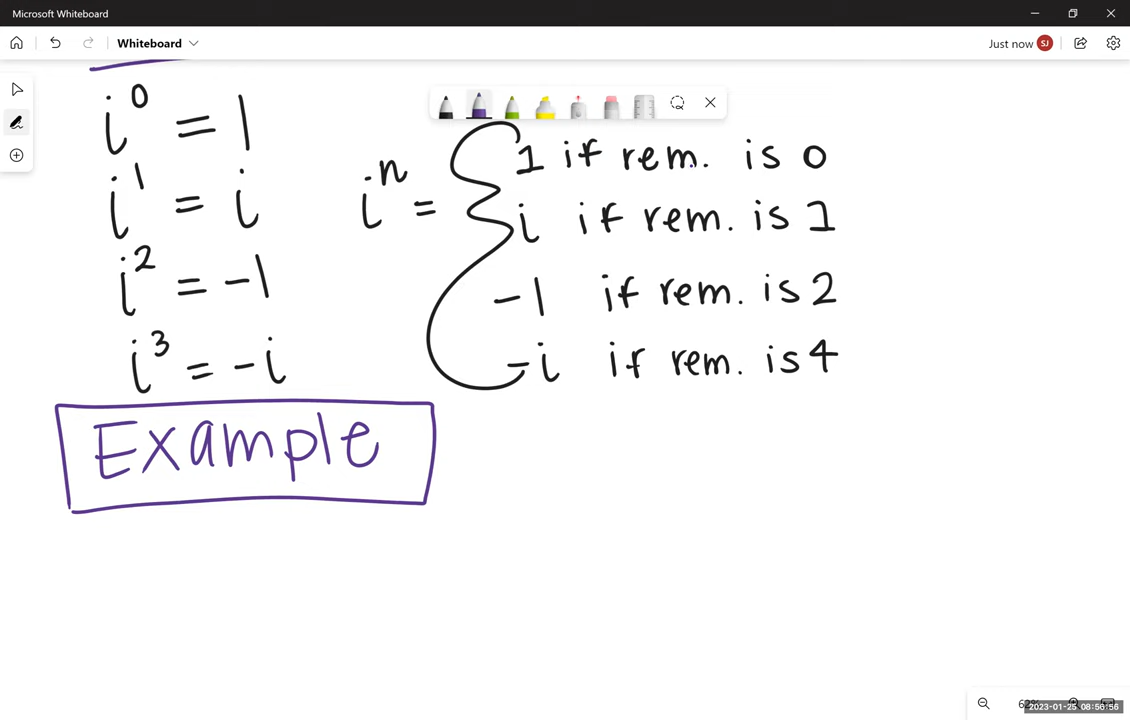 Microsoft Whiteboard
Whiteboard
Just now SJ
i⁰ = 1
i¹ = i
i² = -1
i³ = -i
iⁿ = { 1 if rem. is 0
i if rem. is 1
-1 if rem. is 2
-i if rem. is 4
Example
2023-01-25 08:56:56